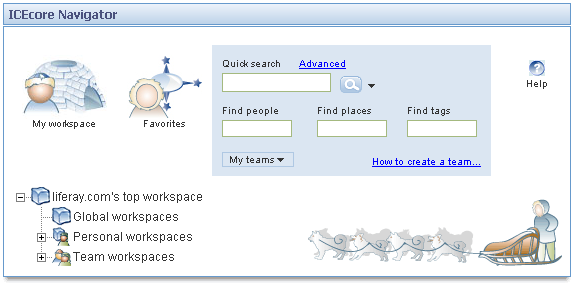 ICEcore Navigator
Quick search Advanced
My workspace
Favorites
Help
Find people Find places Find tags
My teams
How to create a team...
liferay.com's top workspace
Global workspaces
Personal workspaces
Team workspaces